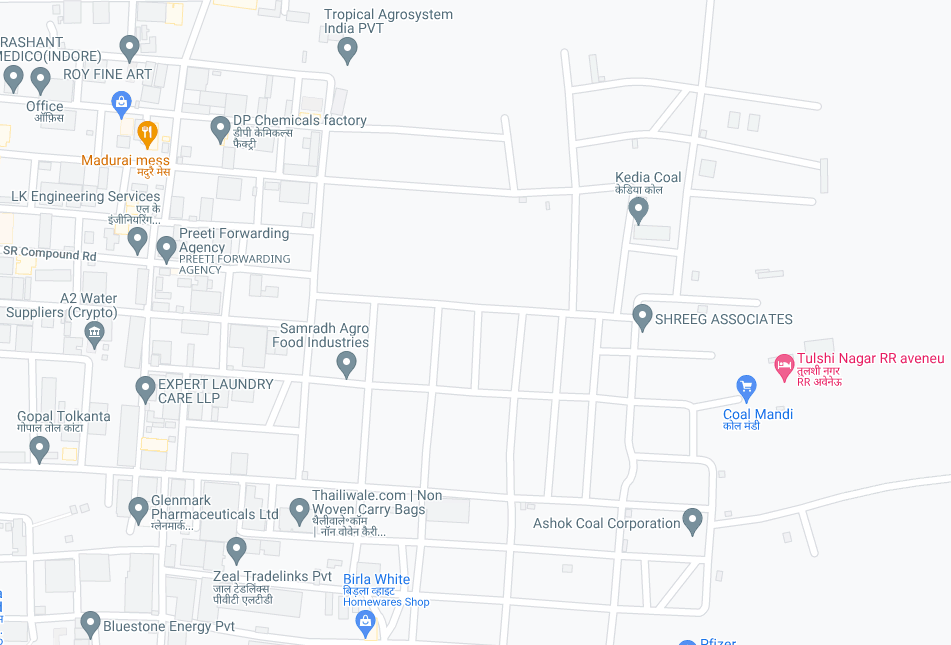 Tropical Agrosystem
India PVT
RASHANT
MEDICO(INDORE)
ROY FINE ART
Office
ऑफ़िस
DP Chemicals factory
डीपी केमिकल्स
फैक्ट्री
Madurai mess
मदुरै मेस
Kedia Coal
केडिया कोल
LK Engineering Services
एल के
इंजीनियरिंग...
Preeti Forwarding
Agency
PREETI FORWARDING
AGENCY
SR Compound Rd
A2 Water
Suppliers (Crypto)
Samradh Agro
Food Industries
SHREEG ASSOCIATES
Tulshi Nagar RR aveneu
तुलशी नगर
RR अवेनेऊ
EXPERT LAUNDRY
CARE LLP
Coal Mandi
कोल मंडी
Gopal Tolkanta
गोपाल तोल कांटा
Glenmark
Pharmaceuticals Ltd
ग्लेनमार्क...
Thailiwale.com | Non
Woven Carry Bags
थैलीवाले॰कॉम
| नॉन वोवेन कैरी...
Ashok Coal Corporation
Zeal Tradelinks Pvt
जाल टेडलिंक्स
पीवीटी एलटीडी
Birla White
बिड़ला व्हाइट
Homewares Shop
Bluestone Energy Pvt
Pfizer